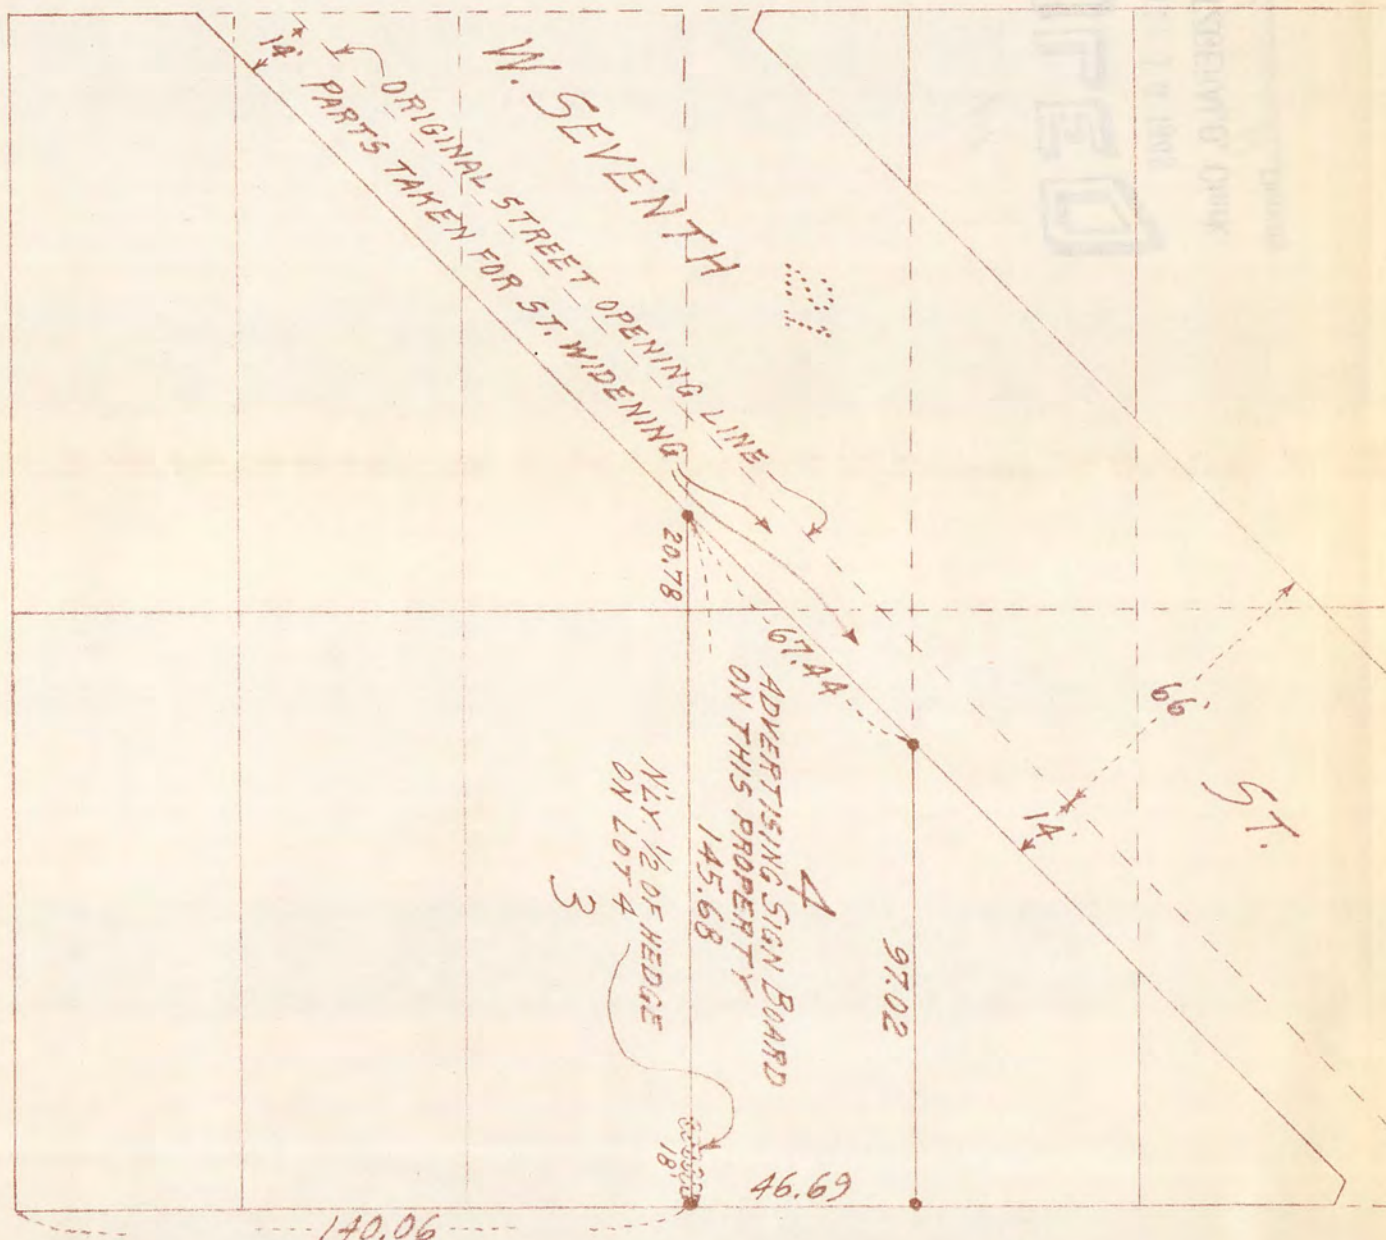 W. SEVENTH
ST.
14'
ORIGINAL STREET OPENING LINE
PARTS TAKEN FOR ST. WIDENING
21
20.78
67.44
66'
14'
4
ADVERTISING SIGN BOARD
ON THIS PROPERTY
145.68
97.02
N'LY. 1/2 OF HEDGE
ON LOT 4
3
18'
46.69
140.06